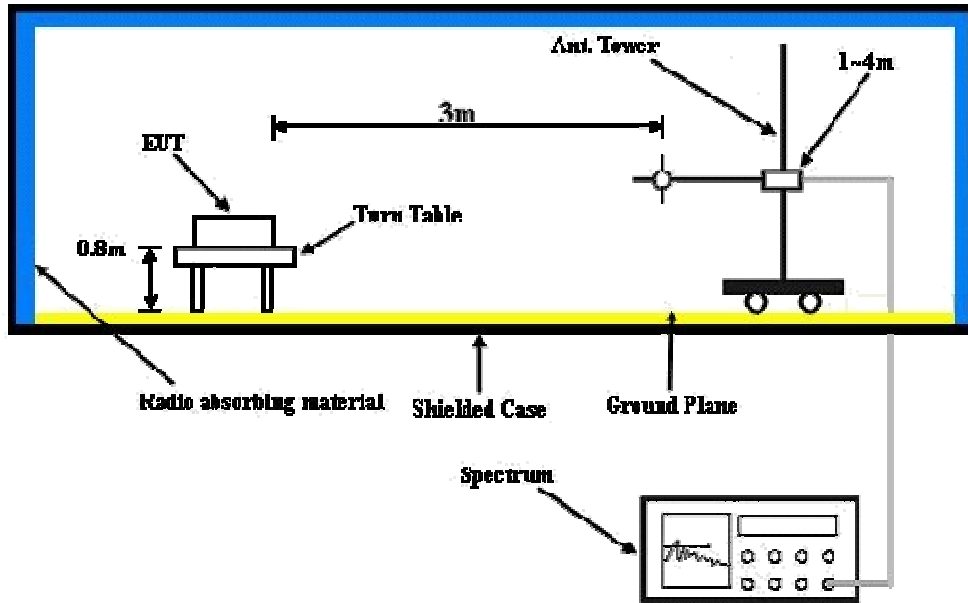 Ant. Tower
1~4m
3m
EUT
Turn Table
0.8m
Radio absorbing material
Shielded Case
Ground Plane
Spectrum